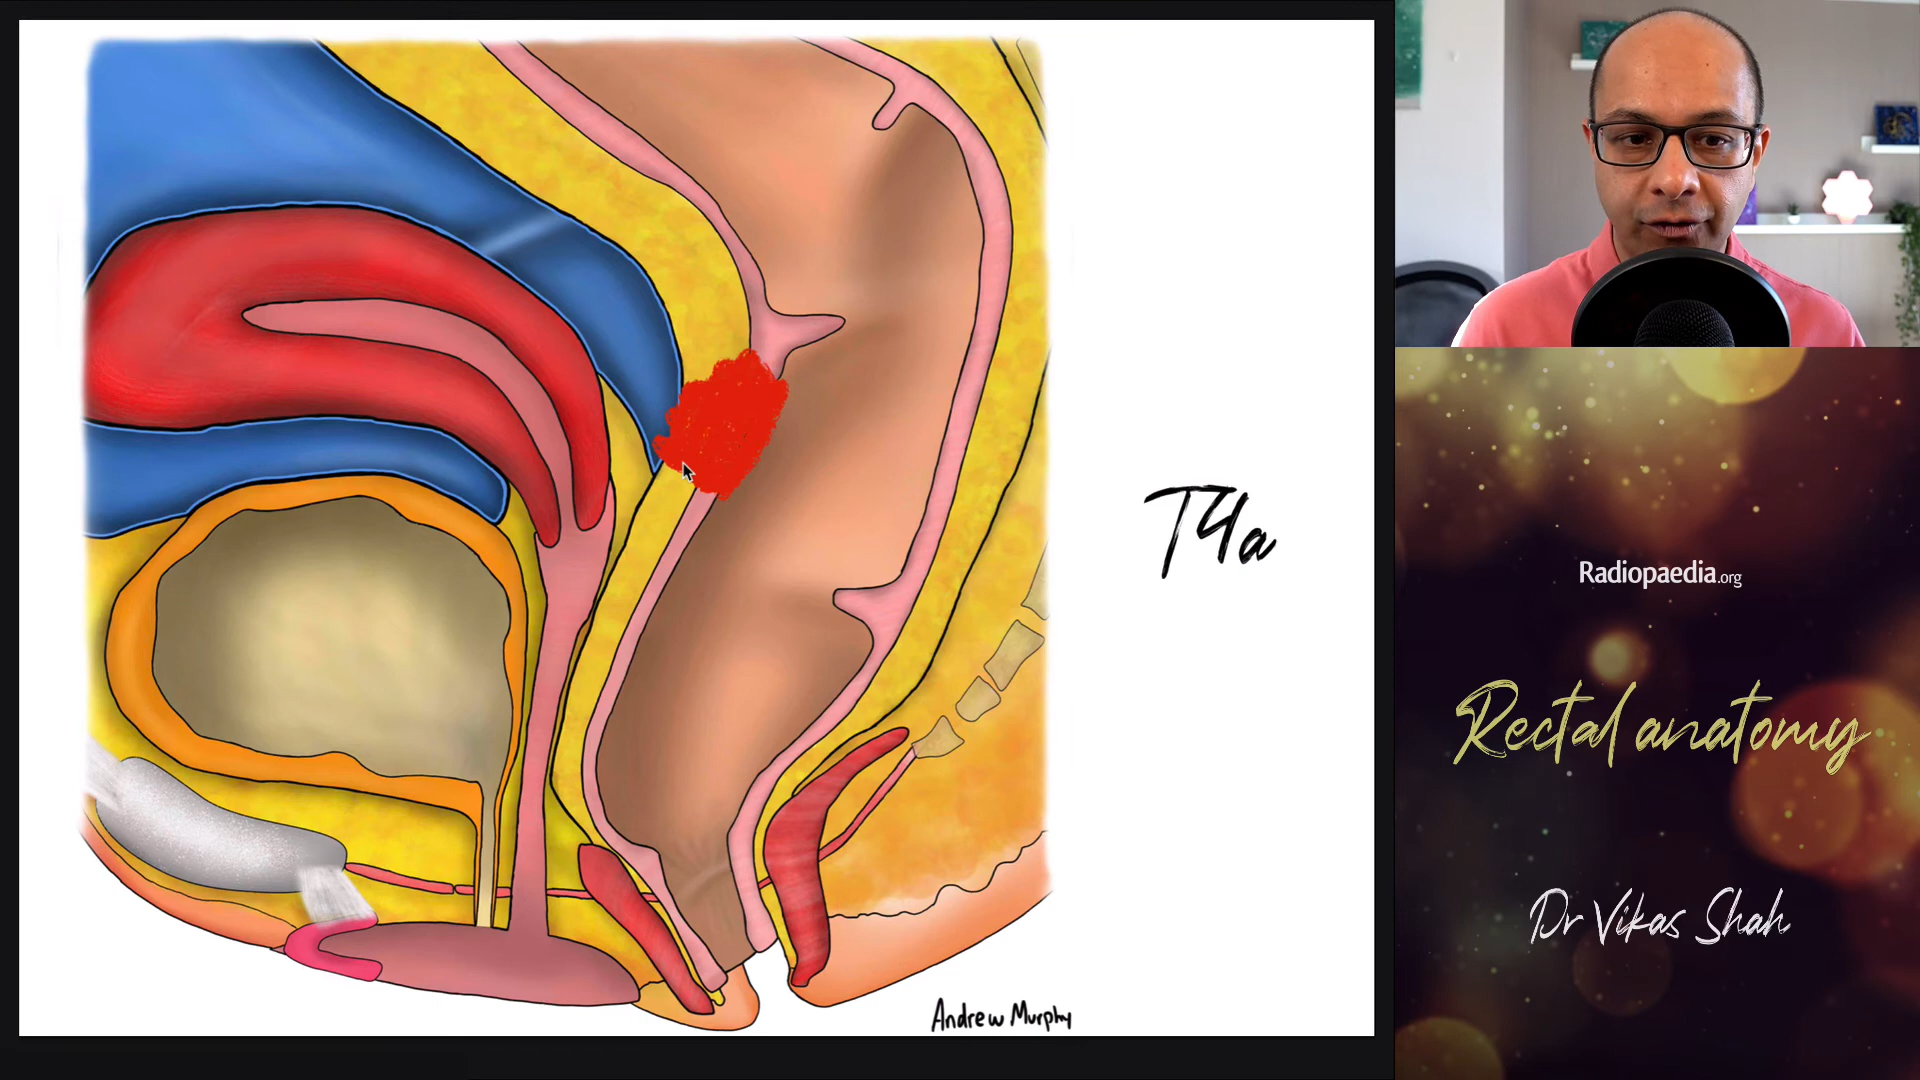 T4a
Andrew Murphy
Radiopaedia.org
Rectal anatomy
Dr Vikas Shah